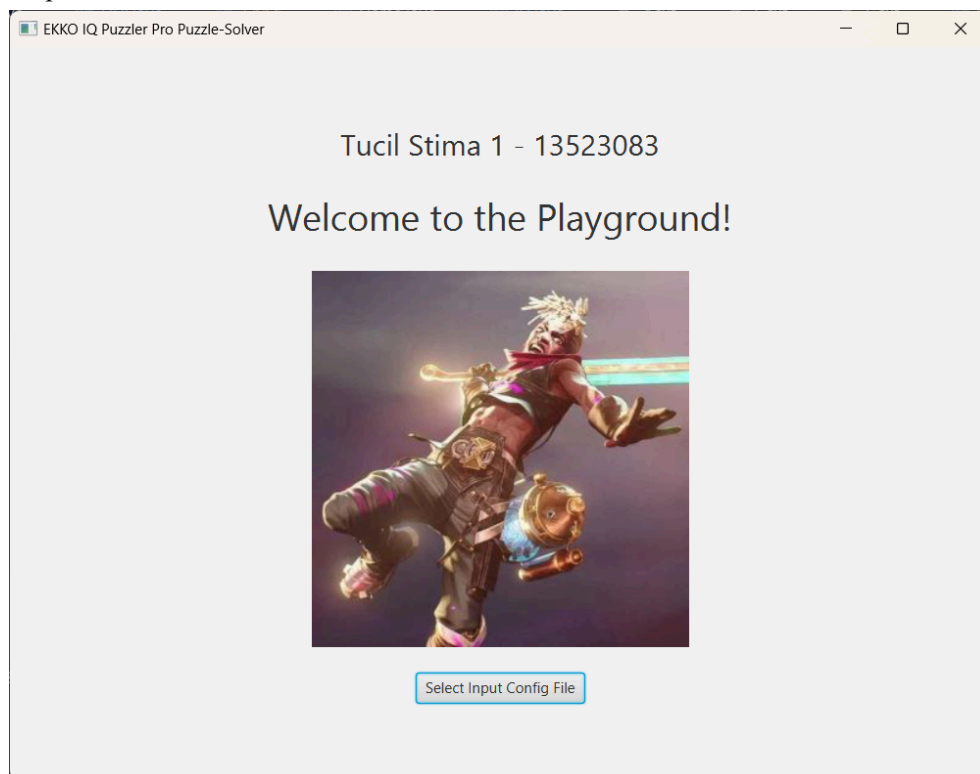 EKKO IQ Puzzler Pro Puzzle-Solver
Tucil Stima 1 - 13523083
Welcome to the Playground!
Select Input Config File